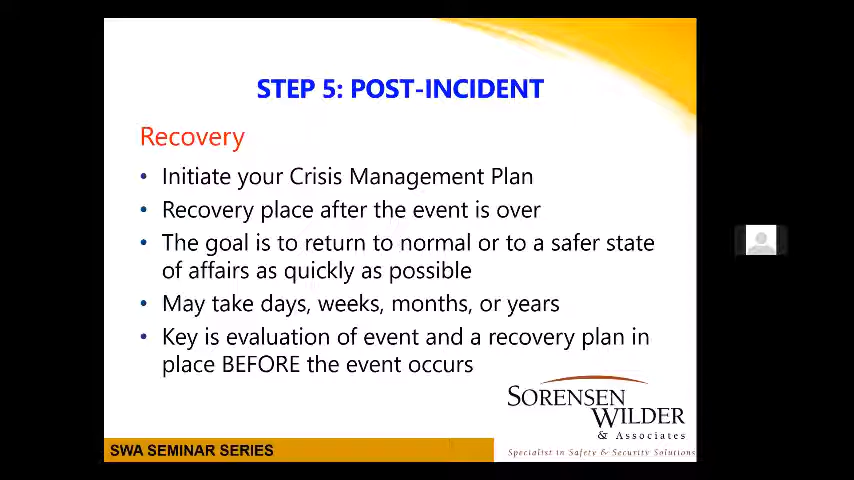 STEP 5: POST-INCIDENT
Recovery
• Initiate your Crisis Management Plan
• Recovery place after the event is over
• The goal is to return to normal or to a safer state
of affairs as quickly as possible
• May take days, weeks, months, or years
• Key is evaluation of event and a recovery plan in
place BEFORE the event occurs
SORENSEN
WILDER
& Associates
Specialist in Safety & Security Solutions
SWA SEMINAR SERIES